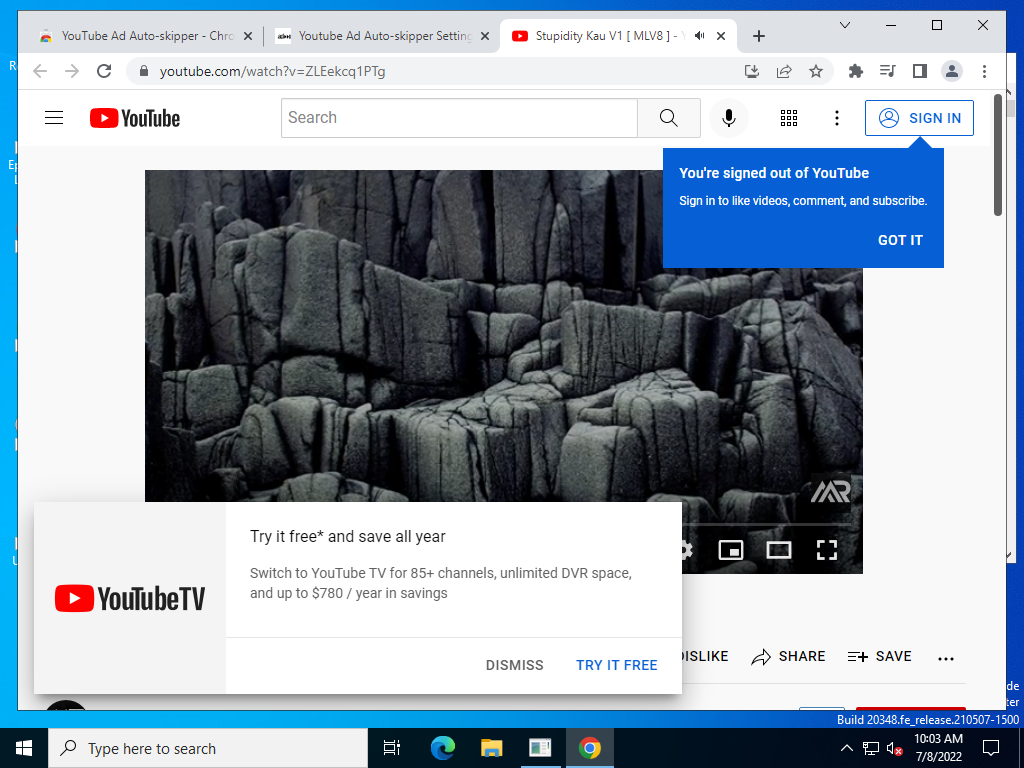 YouTube Ad Auto-skipper - Chro
Youtube Ad Auto-skipper Setting
Stupidity Kau V1 [ MLV8 ] - Y
youtube.com/watch?v=ZLEekcq1PTg
YouTube
Search
SIGN IN
You're signed out of YouTube
Sign in to like videos, comment, and subscribe.
GOT IT
Try it free* and save all year
Switch to YouTube TV for 85+ channels, unlimited DVR space,
and up to $780 / year in savings
YouTubeTV
DISMISS
TRY IT FREE
DISLIKE
SHARE
SAVE
Build 20348.fe_release.210507-1500
Type here to search
10:03 AM
7/8/2022